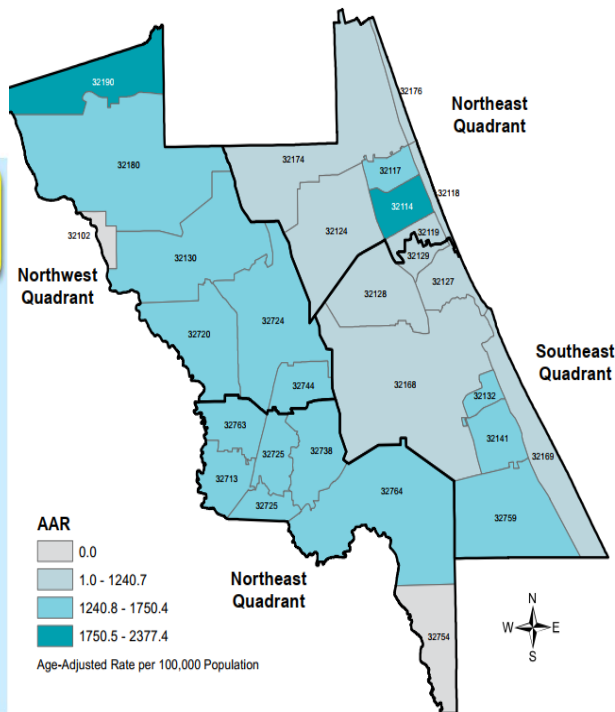 32190
32176
Northeast
Quadrant
32180
32174
32117
32118
32114
32102
32124
32119
32130
32129
Northwest
Quadrant
32127
32128
32720
32724
Southeast
Quadrant
32744
32168
32132
32763
32725
32738
32141
32169
32713
32764
32725
32759
AAR
0.0
1.0 - 1240.7
1240.8 - 1750.4
1750.5 - 2377.4
Northeast
Quadrant
Age-Adjusted Rate per 100,000 Population
32754
N
W E
S